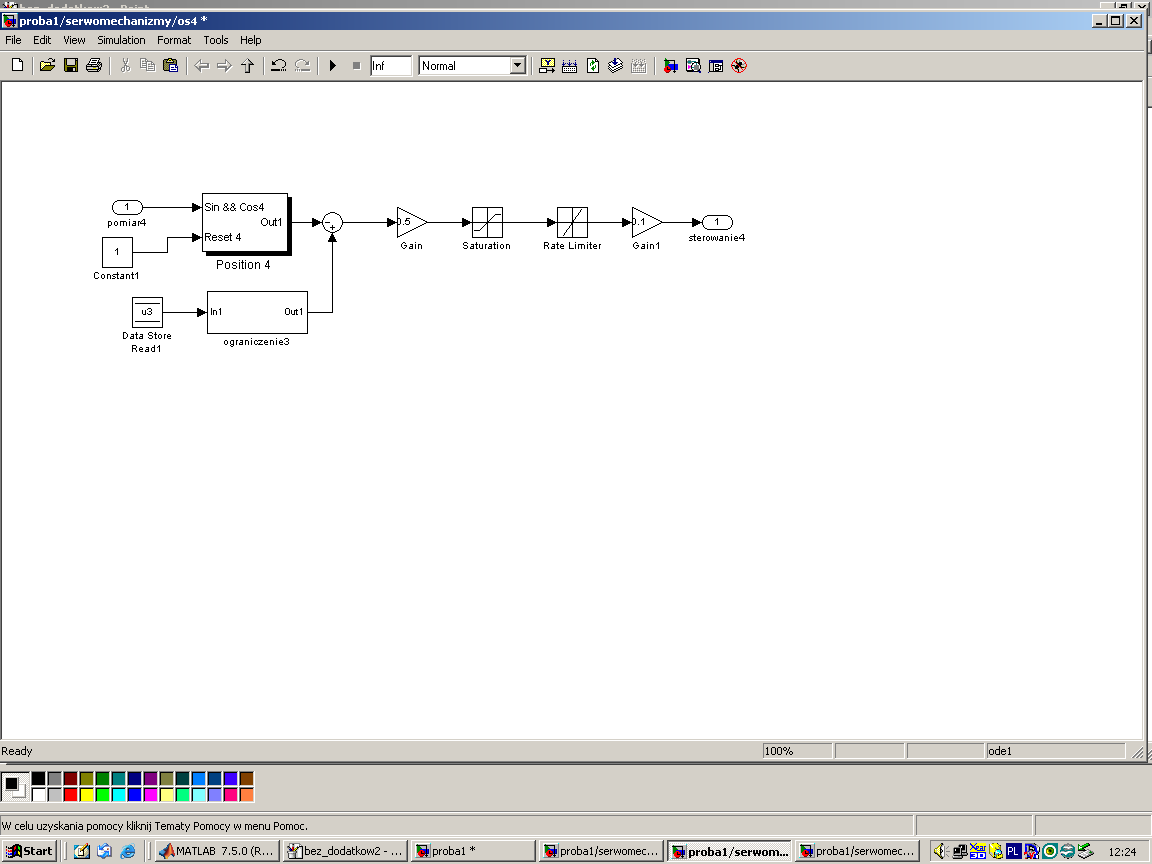 proba1/serwomechanizmy/os4 *
File Edit View Simulation Format Tools Help
Inf Normal
1
pomiar4
Sin && Cos4
Out1
Reset 4
Position 4
1
Constant1
u3
Data Store
Read1
In1 Out1
ograniczenie3
-
+
0.5
Gain
Saturation
Rate Limiter
0.1
Gain1
1
sterowanie4
Ready 100% ode1
W celu uzyskania pomocy kliknij Tematy Pomocy w menu Pomoc.
Start MATLAB 7.5.0 (R... bez_dodatkow2 - ... proba1 * proba1/serwomec... proba1/serwom... proba1/serwomec... PL 12:24